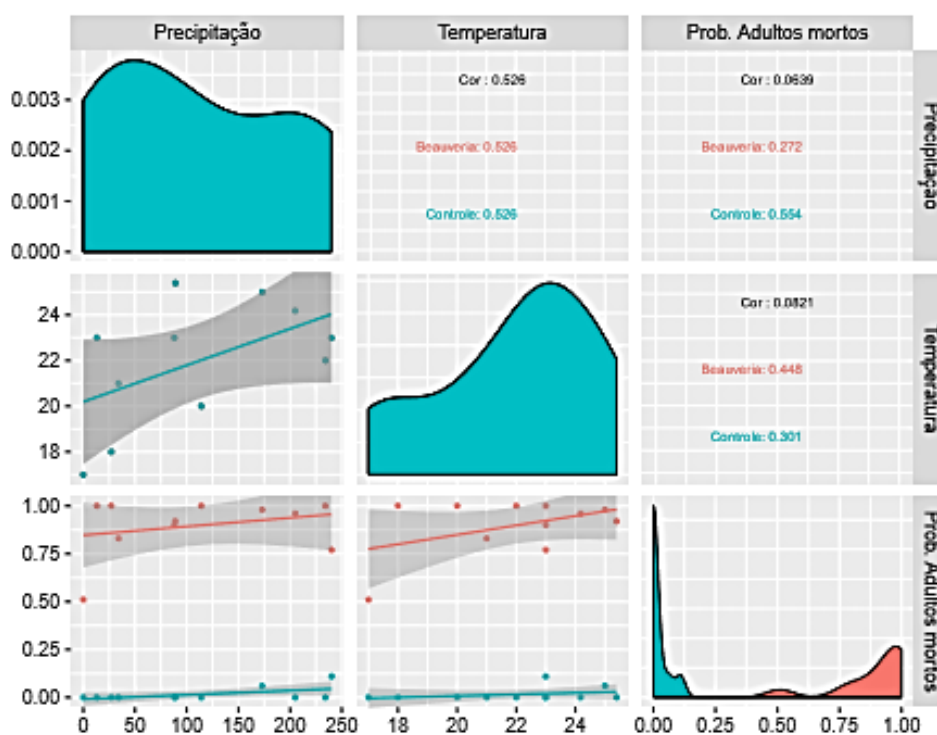 Precipitação Temperatura Prob. Adultos mortos
Cor : 0.526
Beauveria: 0.526
Controle: 0.526
Cor : 0.0639
Beauveria: 0.272
Controle: 0.554
Precipitação
0.003
0.002
0.001
0.000
Cor : 0.0821
Beauveria: 0.448
Controle: 0.301
Temperatura
24
22
20
18
Prob. Adultos mortos
1.00
0.75
0.50
0.25
0.00
0 50 100 150 200 250
18 20 22 24
0.00 0.25 0.50 0.75 1.00